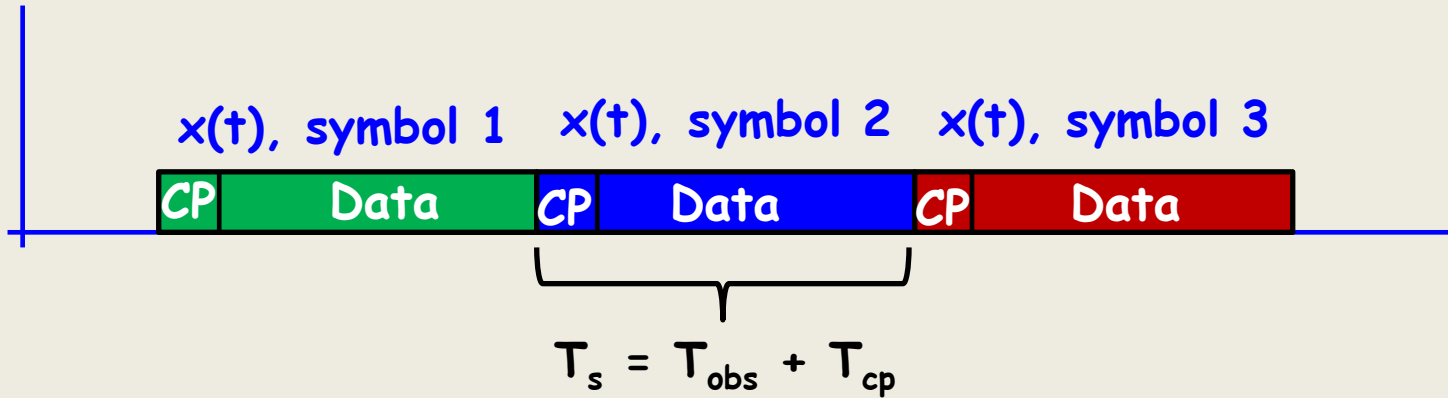 x(t), symbol 1 x(t), symbol 2 x(t), symbol 3
CP Data CP Data CP Data
Ts = Tobs + Tcp